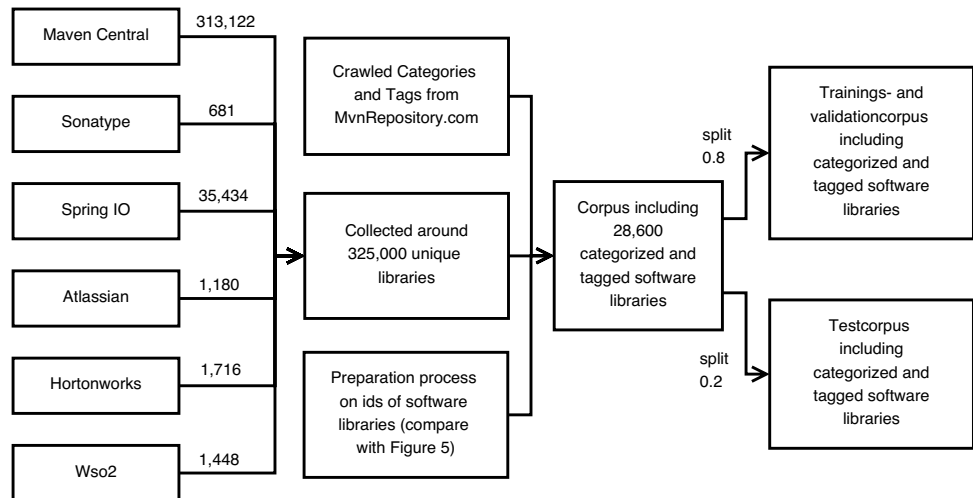 Maven Central
313,122
Sonatype
681
Spring IO
35,434
Atlassian
1,180
Hortonworks
1,716
Wso2
1,448
Crawled Categories
and Tags from
MvnRepository.com
Collected around
325,000 unique
libraries
Preparation process
on ids of software
libraries (compare
with Figure 5)
Corpus including
28,600
categorized and
tagged software
libraries
split
0.8
split
0.2
Trainings- and
validationcorpus
including
categorized and
tagged software
libraries
Testcorpus
including
categorized and
tagged software
libraries